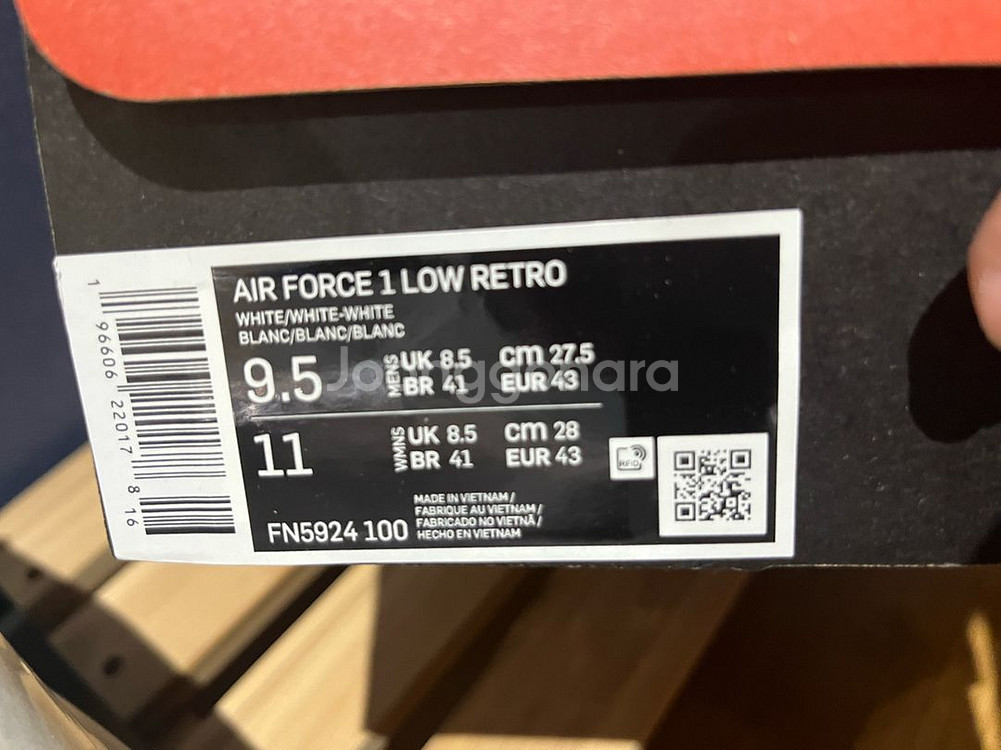 AIR FORCE 1 LOW RETRO
WHITE/WHITE-WHITE
BLANC/BLANC/BLANC
9.5 MENS UK 8.5 cm 27.5
BR 41 EUR 43
11 WMNS UK 8.5 cm 28
BR 41 EUR 43
RFID
MADE IN VIETNAM /
FABRIQUE AU VIETNAM /
FABRICADO NO VIETNÃ /
HECHO EN VIETNAM
FN5924 100
1 96606 22017 8 16
Joonggonara